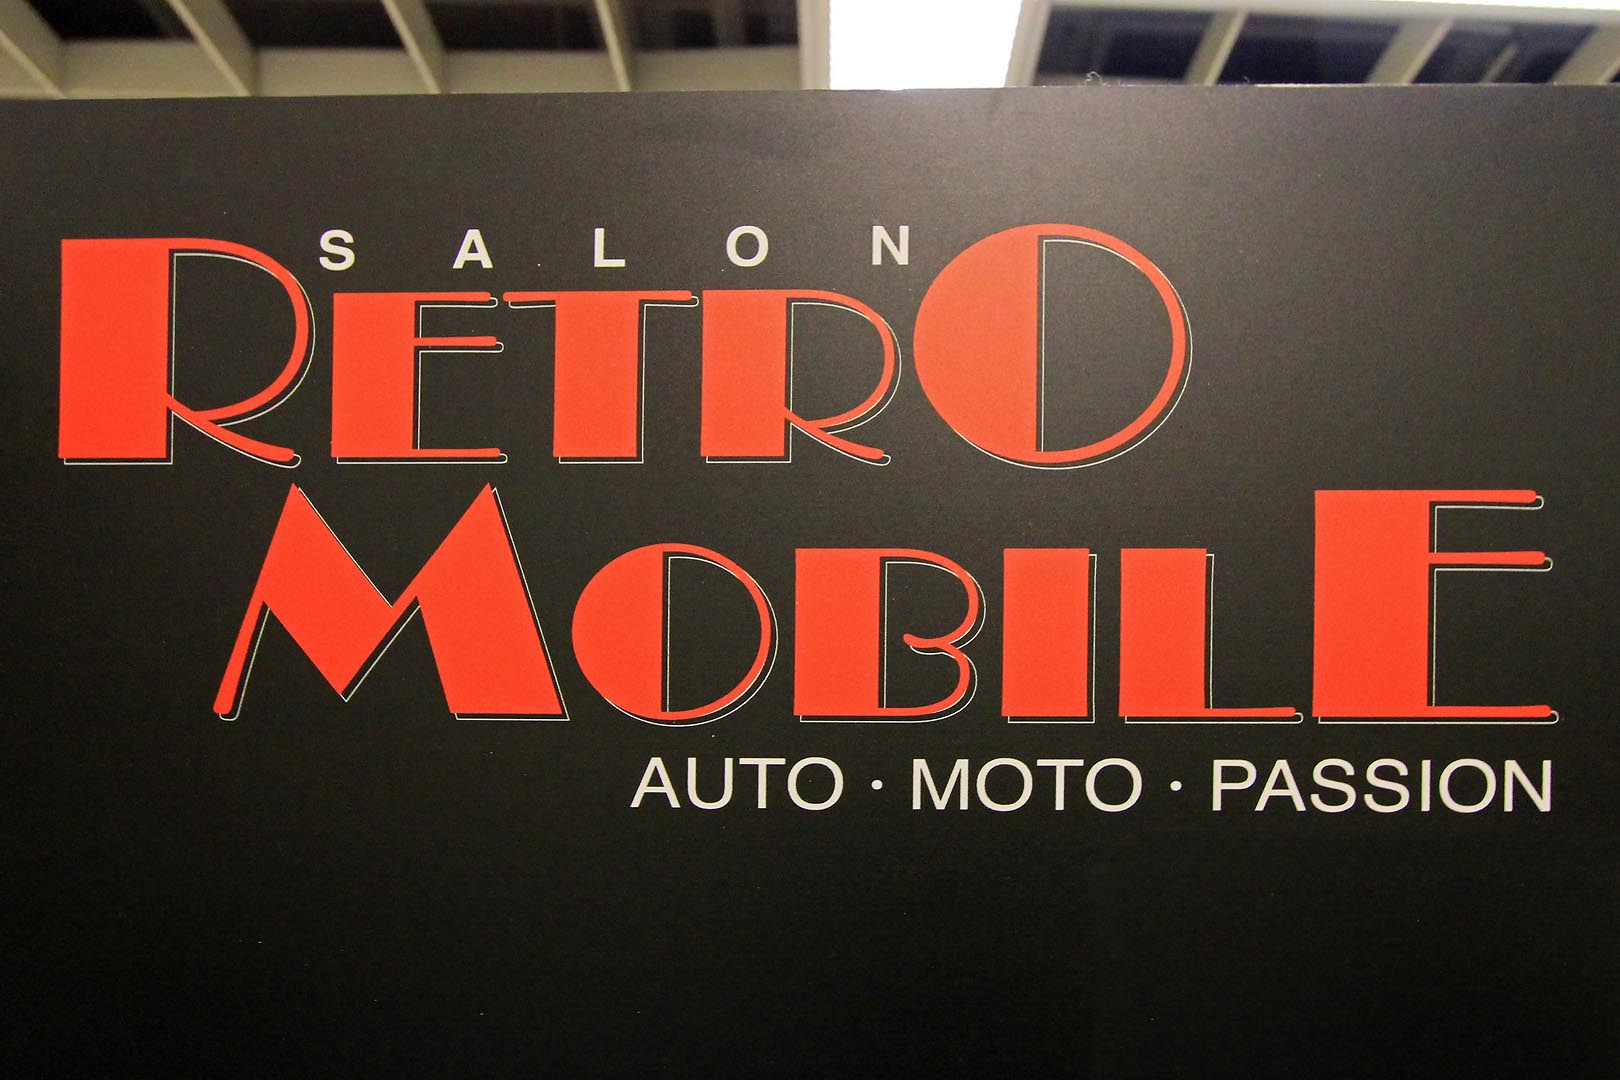 SALON
RETRO
MOBILE
AUTO · MOTO · PASSION